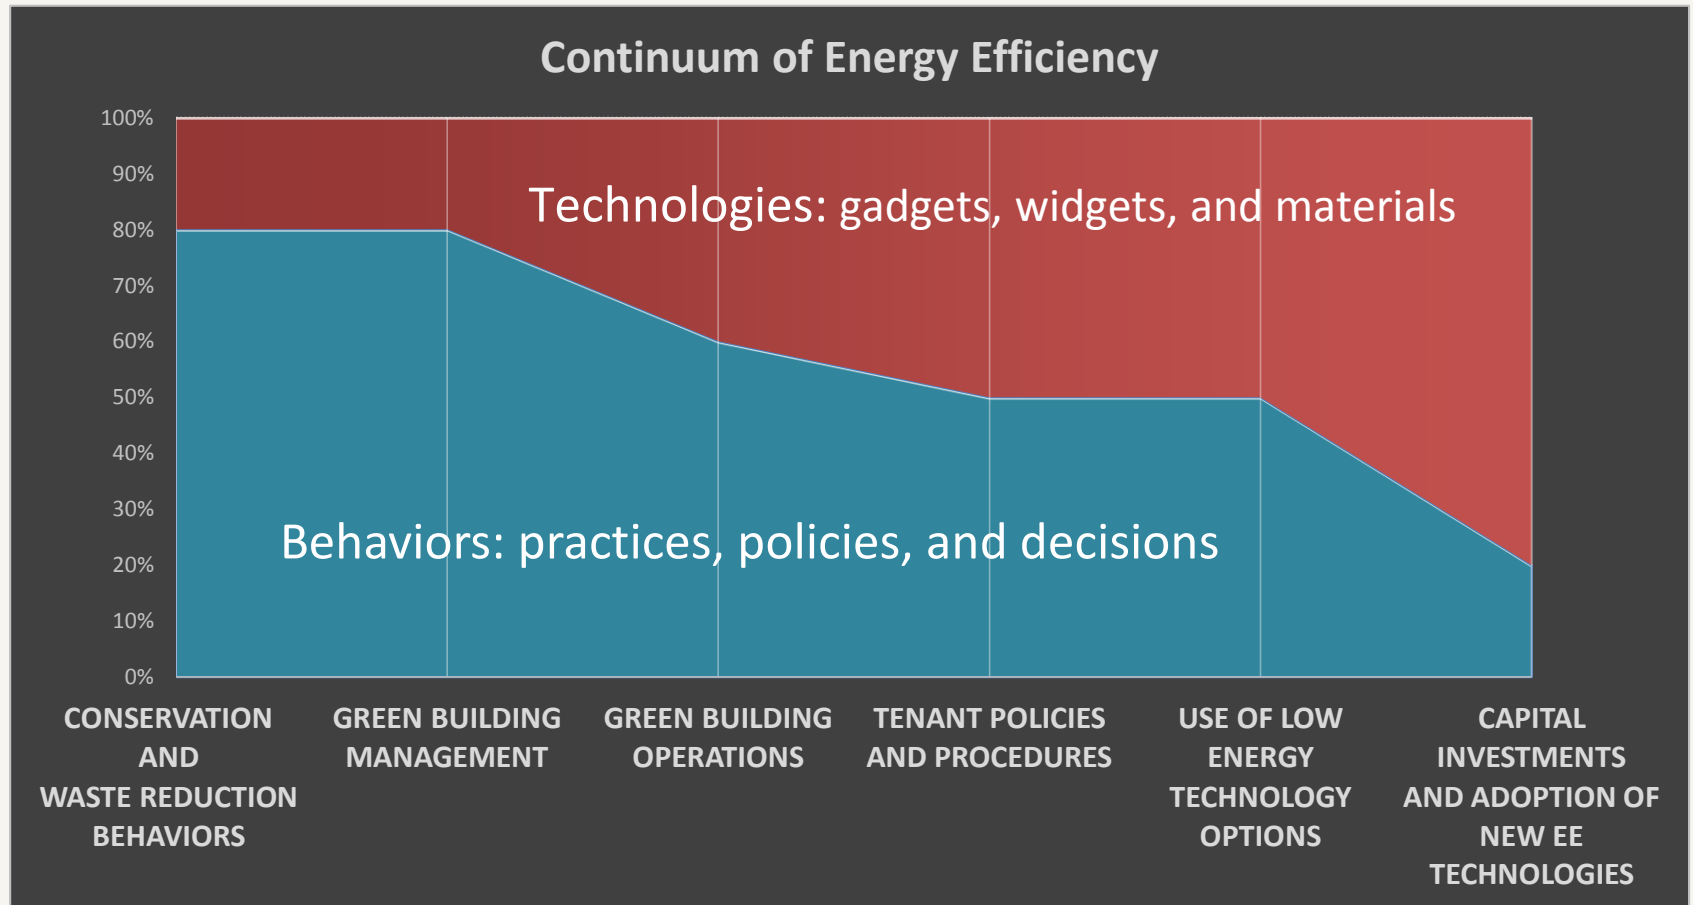 Continuum of Energy Efficiency
100%
90%
80%
70%
60%
50%
40%
30%
20%
10%
0%
Technologies: gadgets, widgets, and materials
Behaviors: practices, policies, and decisions
CONSERVATION
AND
WASTE REDUCTION
BEHAVIORS
GREEN BUILDING
MANAGEMENT
GREEN BUILDING
OPERATIONS
TENANT POLICIES
AND PROCEDURES
USE OF LOW
ENERGY
TECHNOLOGY
OPTIONS
CAPITAL
INVESTMENTS
AND ADOPTION OF
NEW EE
TECHNOLOGIES